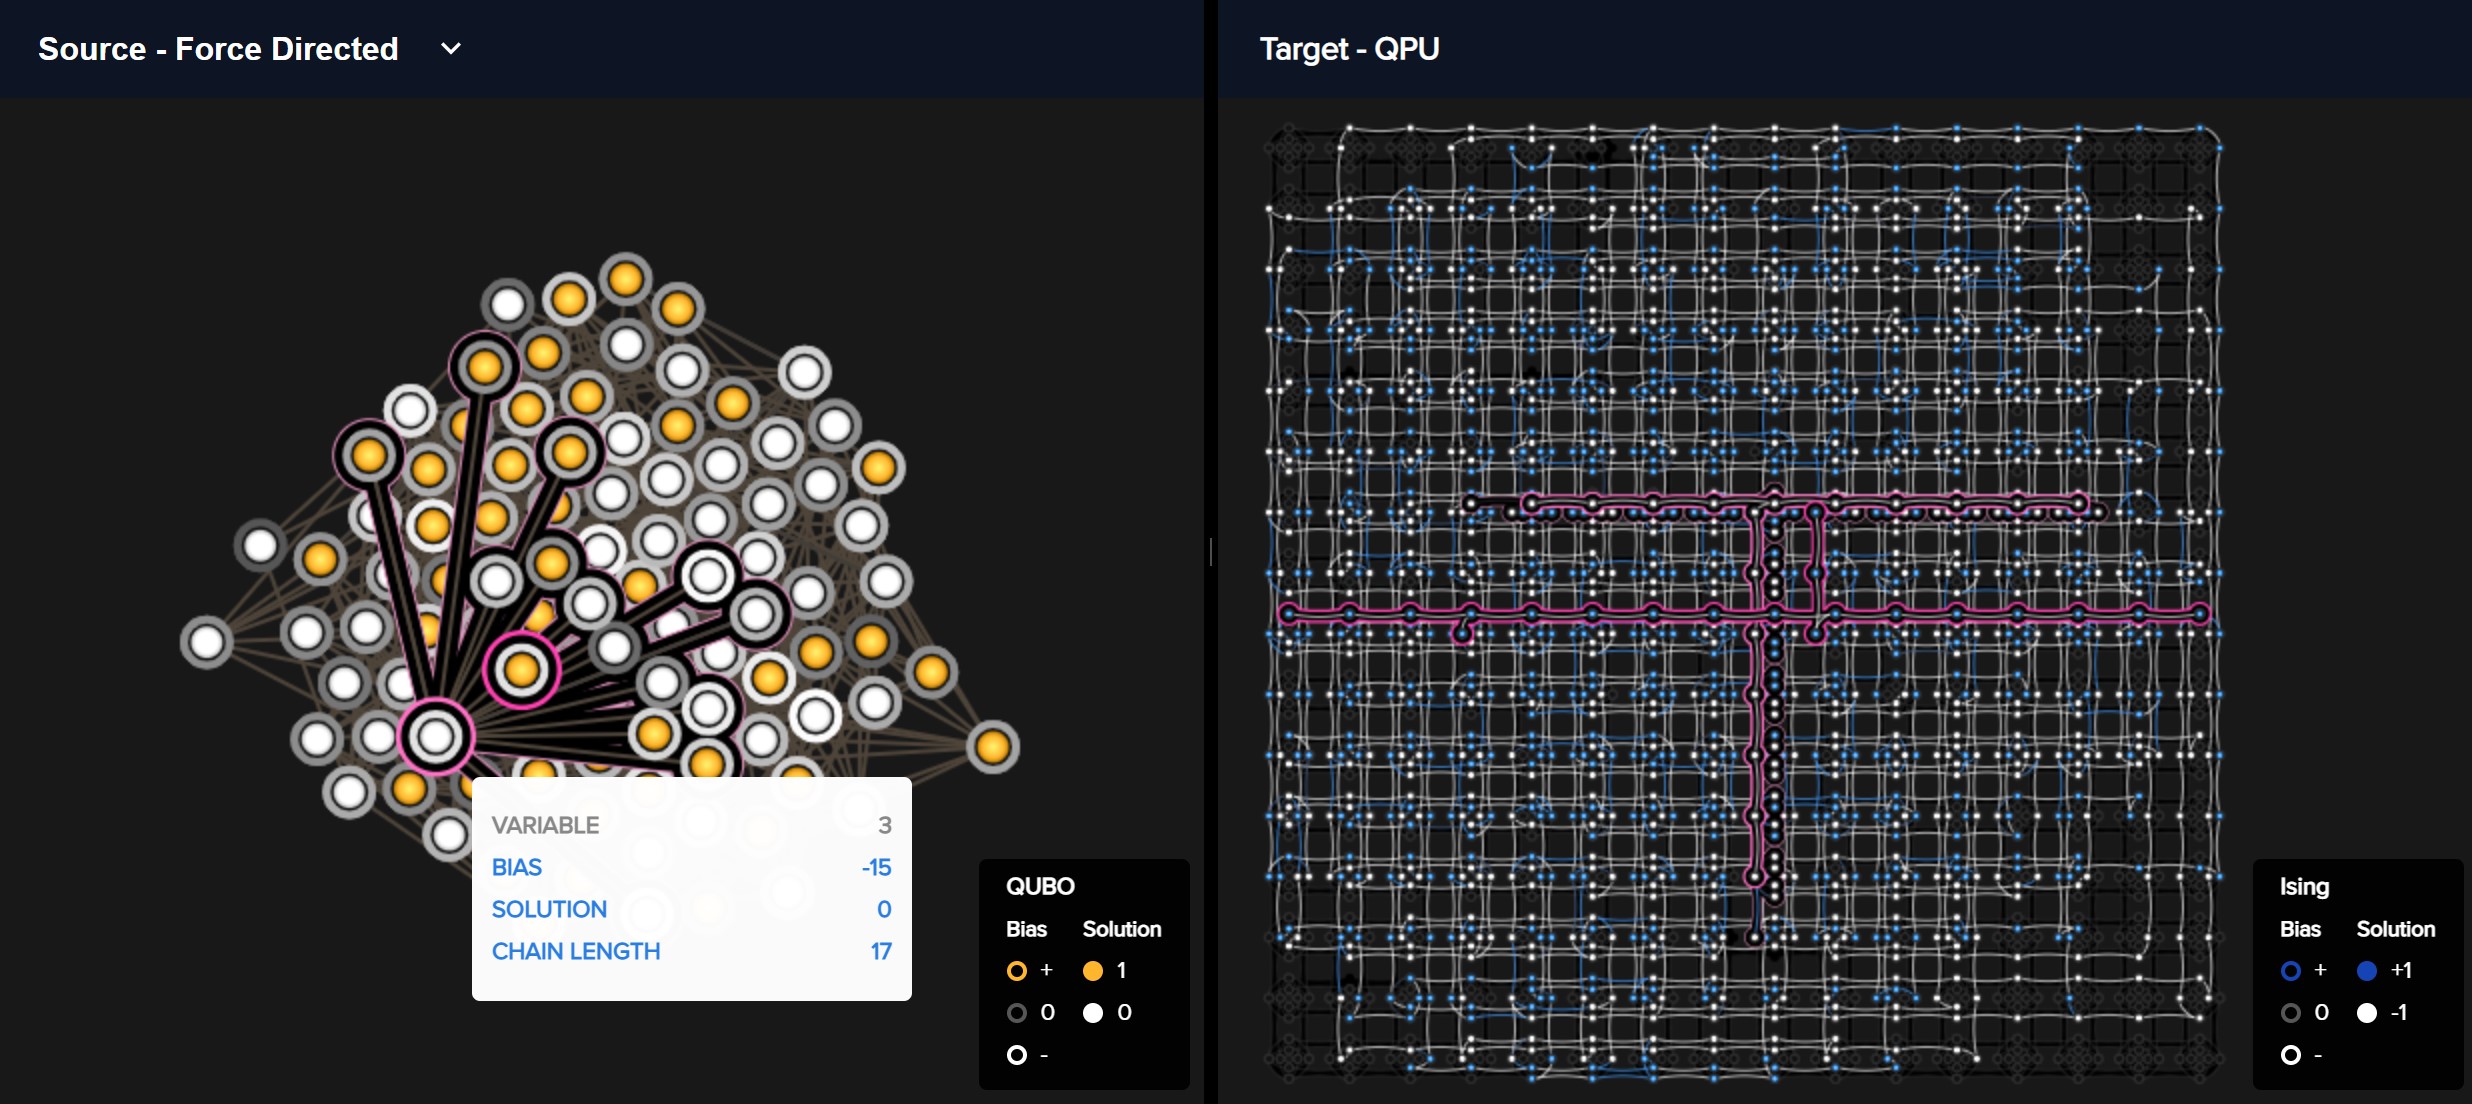 Source - Force Directed
Target - QPU
VARIABLE 3
BIAS -15
SOLUTION 0
CHAIN LENGTH 17
QUBO
Bias Solution
+ 1
0 0
-
Ising
Bias Solution
+ +1
0 -1
-